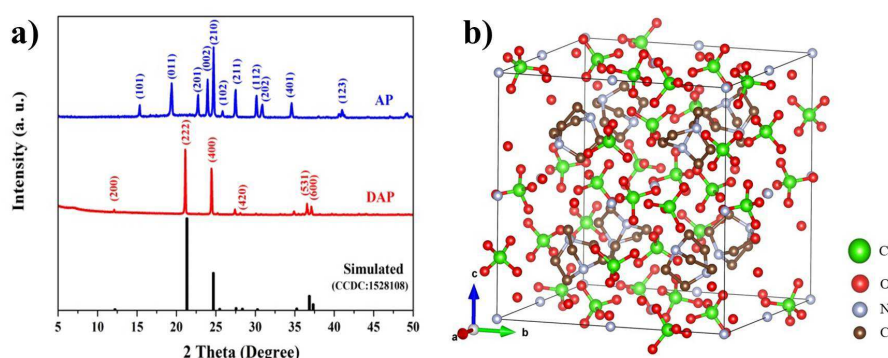 a)
Intensity (a. u.)
(101)
(011)
(201)
(002)
(210)
(102)
(211)
(112)
(202)
(401)
(123)
AP
(200)
(222)
(400)
(420)
(531)
(600)
DAP
Simulated
(CCDC:1528108)
5 10 15 20 25 30 35 40 45 50
2 Theta (Degree)
b)
c
a
b
C
O
N
C